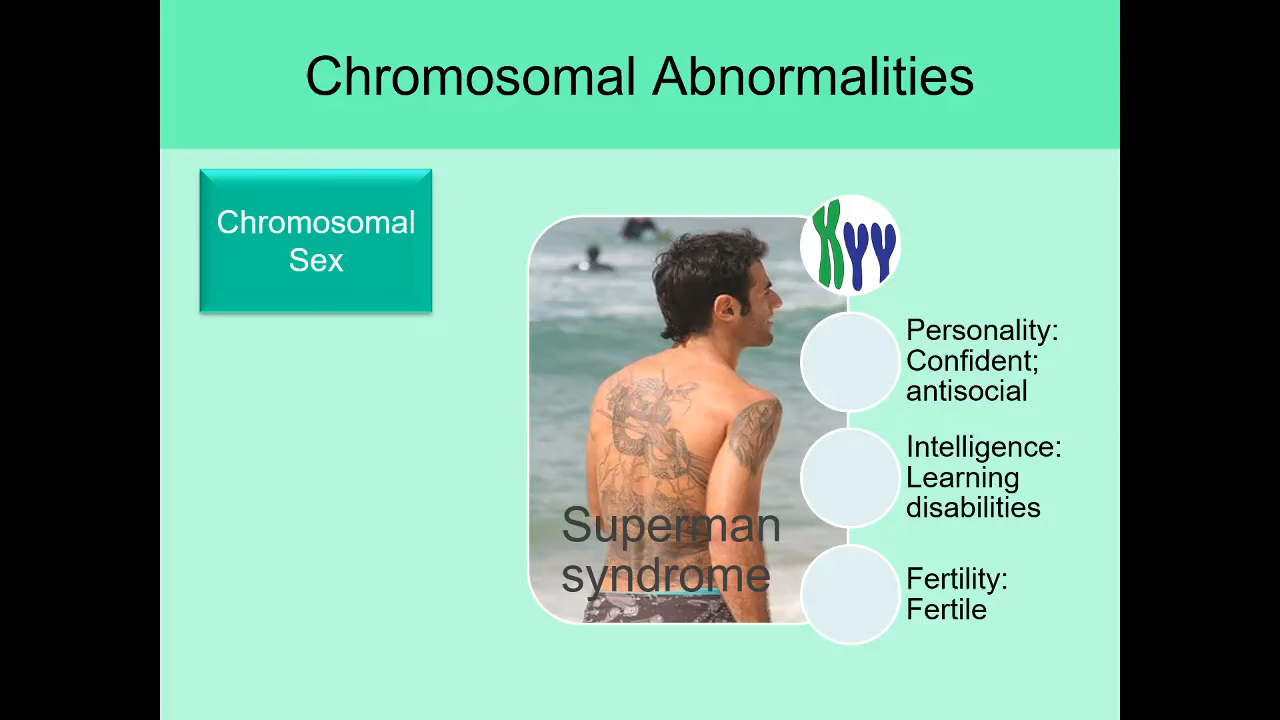 Chromosomal Abnormalities
Chromosomal
Sex
Xyy
Personality:
Confident;
antisocial
Intelligence:
Learning
disabilities
Superman
syndrome
Fertility:
Fertile